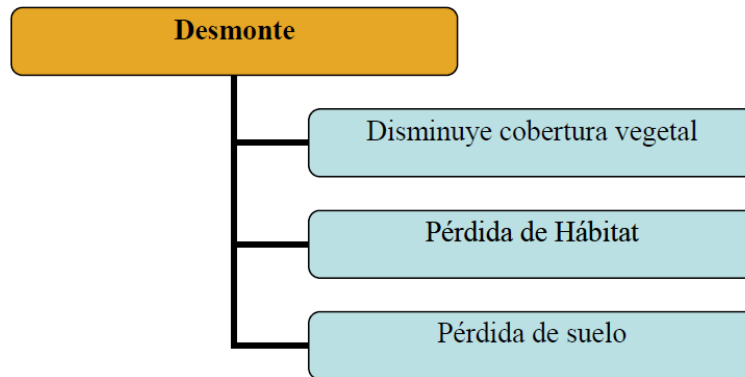 Desmonte
Disminuye cobertura vegetal
Pérdida de Hábitat
Pérdida de suelo